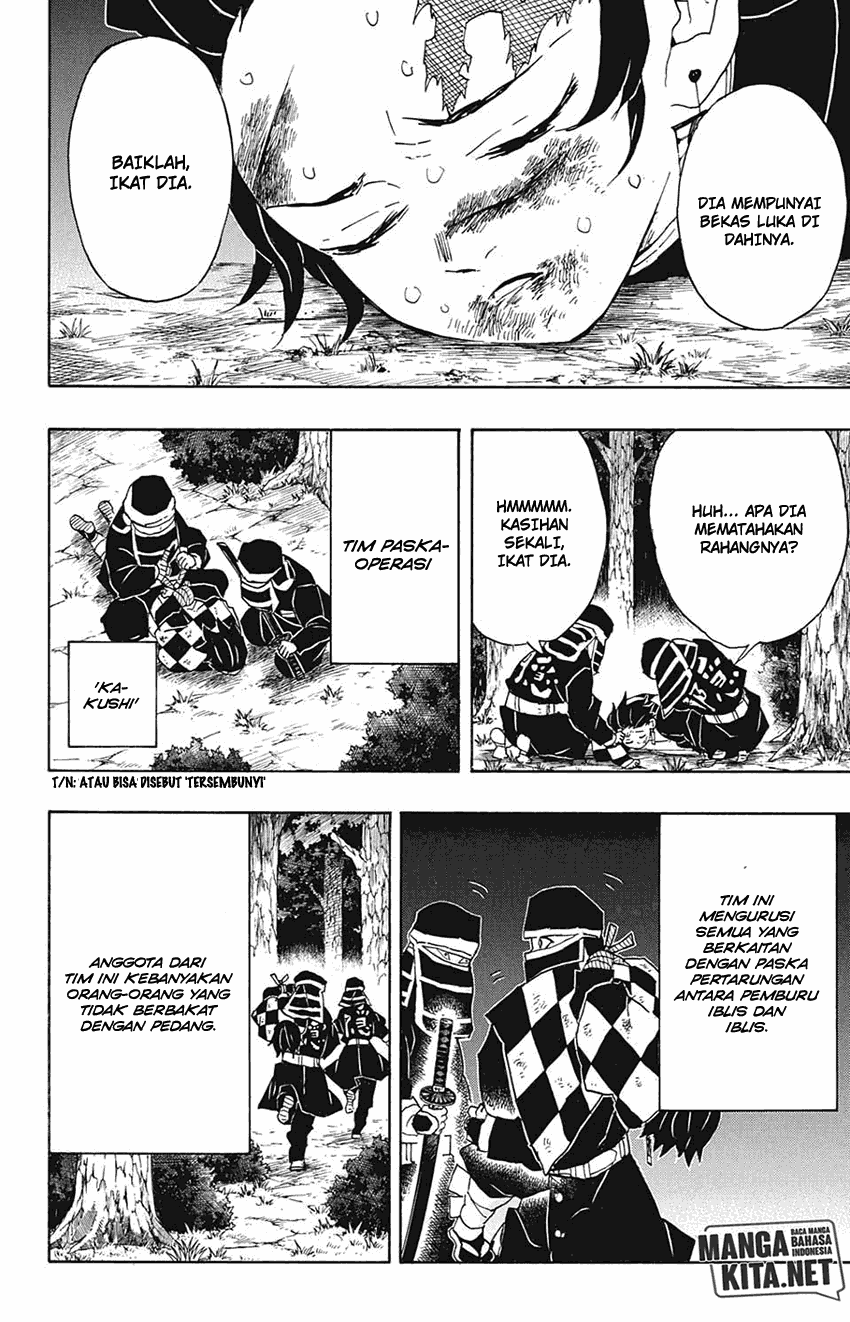 DIA MEMPUNYAI
BEKAS LUKA DI
DAHINYA.
BAIKLAH,
IKAT DIA.
HUH... APA DIA
MEMATAHAKAN
RAHANGNYA?
HMMMMM.
KASIHAN
SEKALI,
IKAT DIA.
TIM PASKA-
OPERASI
'KA-
KUSHI'
T/N: ATAU BISA DISEBUT 'TERSEMBUNYI'
TIM INI
MENGURUSI
SEMUA YANG
BERKAITAN
DENGAN PASKA
PERTARUNGAN
ANTARA PEMBURU
IBLIS DAN
IBLIS.
ANGGOTA DARI
TIM INI KEBANYAKAN
ORANG-ORANG YANG
TIDAK BERBAKAT
DENGAN PEDANG.
MANGA
KITA.NET
BACA MANGA
BAHASA
INDONESIA